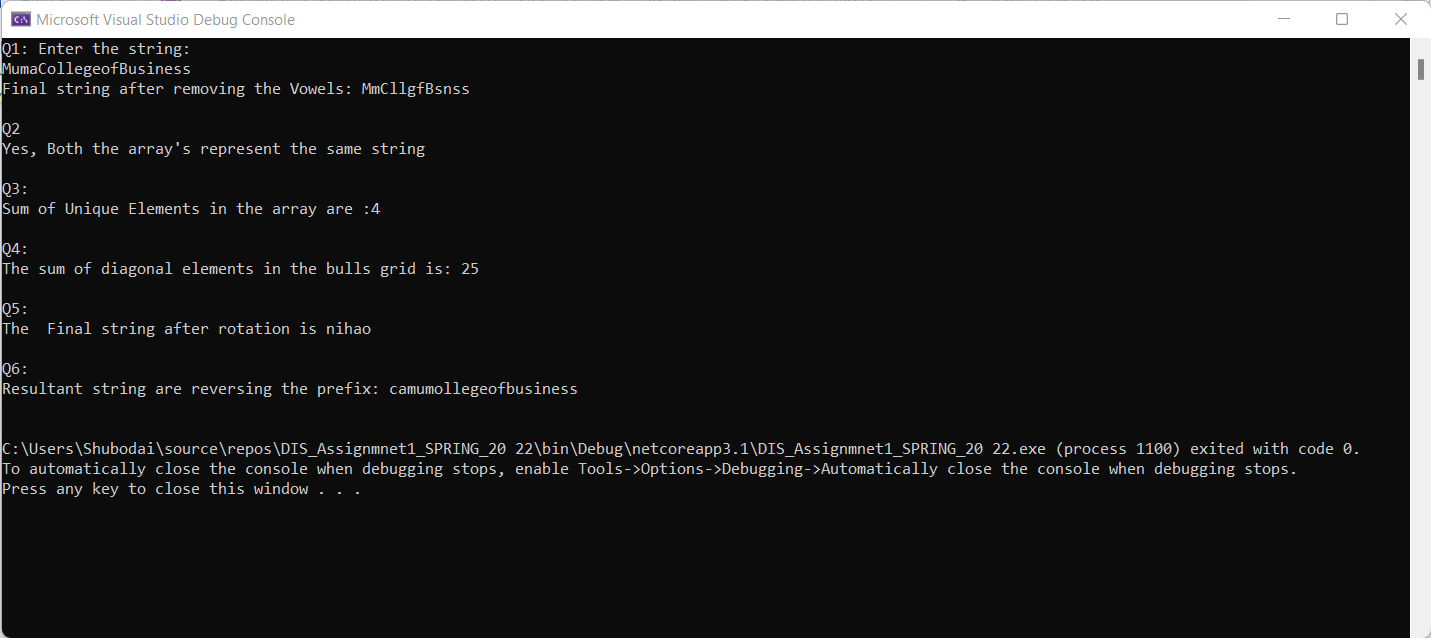 Microsoft Visual Studio Debug Console
Q1: Enter the string:
MumaCollegeofBusiness
Final string after removing the Vowels: MmCllgfBsnss
Q2
Yes, Both the array's represent the same string
Q3:
Sum of Unique Elements in the array are :4
Q4:
The sum of diagonal elements in the bulls grid is: 25
Q5:
The  Final string after rotation is nihao
Q6:
Resultant string are reversing the prefix: camumollegeofbusiness
C:\Users\Shubodai\source\repos\DIS_Assignmnet1_SPRING_20 22\bin\Debug\netcoreapp3.1\DIS_Assignmnet1_SPRING_20 22.exe (process 1100) exited with code 0.
To automatically close the console when debugging stops, enable Tools->Options->Debugging->Automatically close the console when debugging stops.
Press any key to close this window . . .